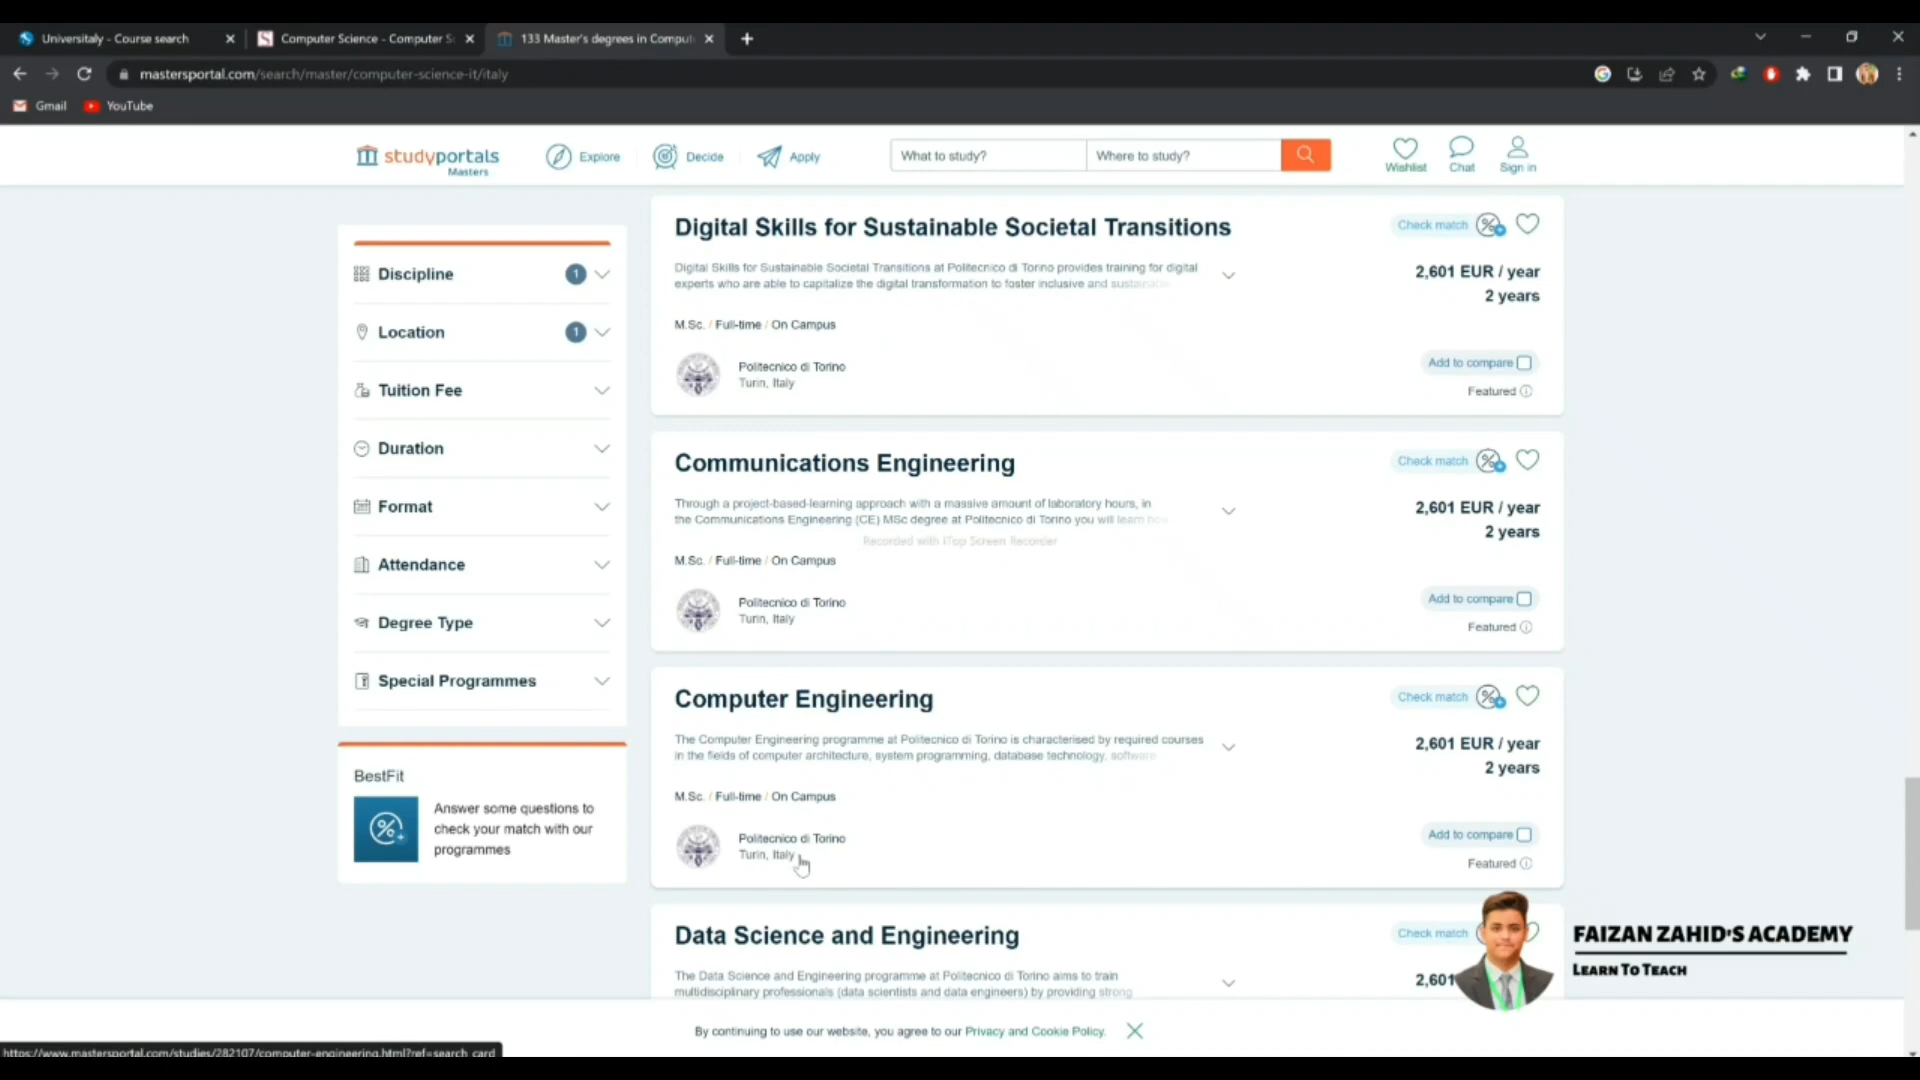 Universitaly - Course search
Computer Science - Computer S
133 Master's degrees in Comput
mastersportal.com/search/master/computer-science-it/italy
Gmail
YouTube
studyportals
Masters
Explore
Decide
Apply
What to study?
Where to study?
Wishlist
Chat
Sign in
Discipline
1
Location
1
Tuition Fee
Duration
Format
Attendance
Degree Type
Special Programmes
BestFit
Answer some questions to
check your match with our
programmes
Digital Skills for Sustainable Societal Transitions
Check match
Digital Skills for Sustainable Societal Transitions at Politecnico di Torino provides training for digital
experts who are able to capitalize the digital transformation to foster inclusive and sustainable
2,601 EUR / year
2 years
M.Sc. / Full-time / On Campus
Politecnico di Torino
Turin, Italy
Add to compare
Featured
Communications Engineering
Check match
Through a project-based-learning approach with a massive amount of laboratory hours, in
the Communications Engineering (CE) MSc degree at Politecnico di Torino you will learn how
2,601 EUR / year
2 years
Recorded with iTop Screen Recorder
M.Sc. / Full-time / On Campus
Politecnico di Torino
Turin, Italy
Add to compare
Featured
Computer Engineering
Check match
The Computer Engineering programme at Politecnico di Torino is characterised by required courses
in the fields of computer architecture, system programming, database technology, software
2,601 EUR / year
2 years
M.Sc. / Full-time / On Campus
Politecnico di Torino
Turin, Italy
Add to compare
Featured
Data Science and Engineering
Check match
The Data Science and Engineering programme at Politecnico di Torino aims to train
multidisciplinary professionals (data scientists and data engineers) by providing strong
2,601
FAIZAN ZAHID'S ACADEMY
LEARN TO TEACH
By continuing to use our website, you agree to our Privacy and Cookie Policy.
https://www.mastersportal.com/studies/282107/computer-engineering.html?ref=search_card